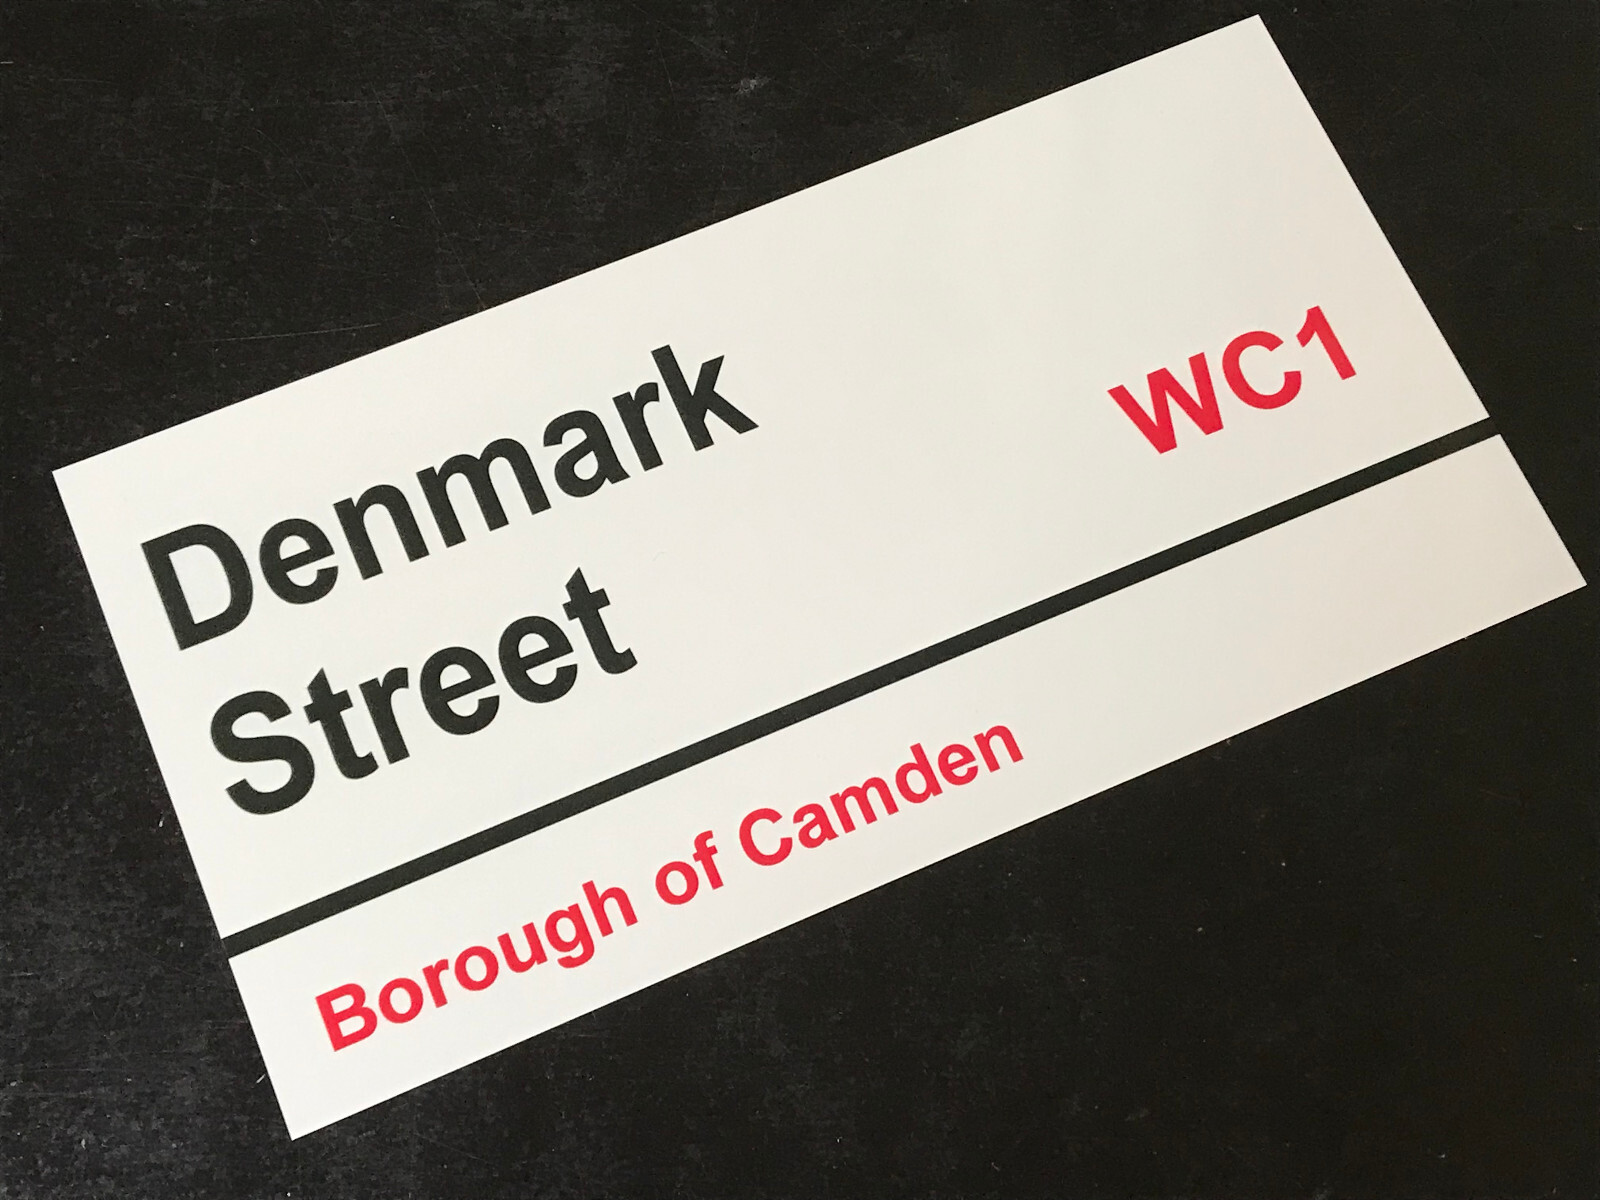 Denmark
Street
WC1
Borough of Camden